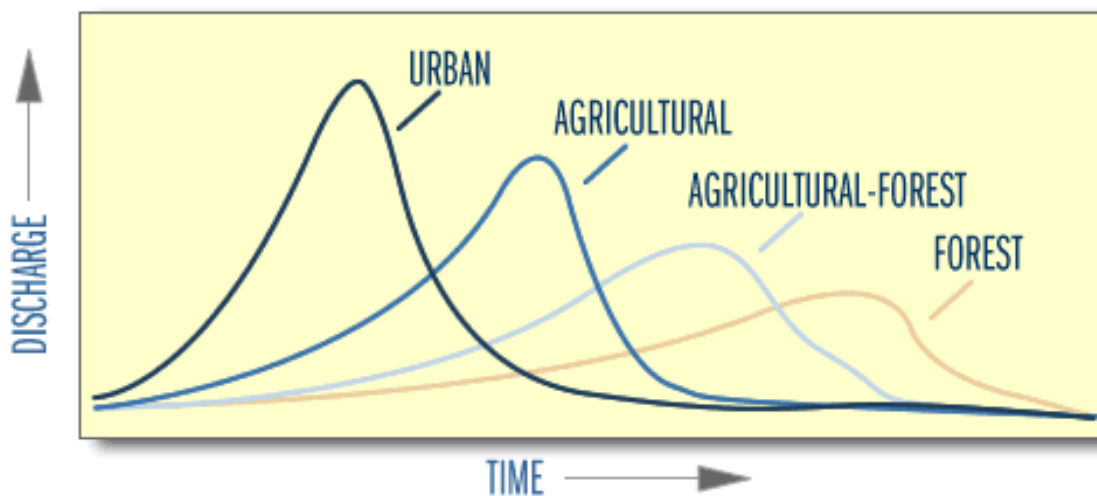 URBAN
AGRICULTURAL
AGRICULTURAL-FOREST
FOREST
DISCHARGE
TIME